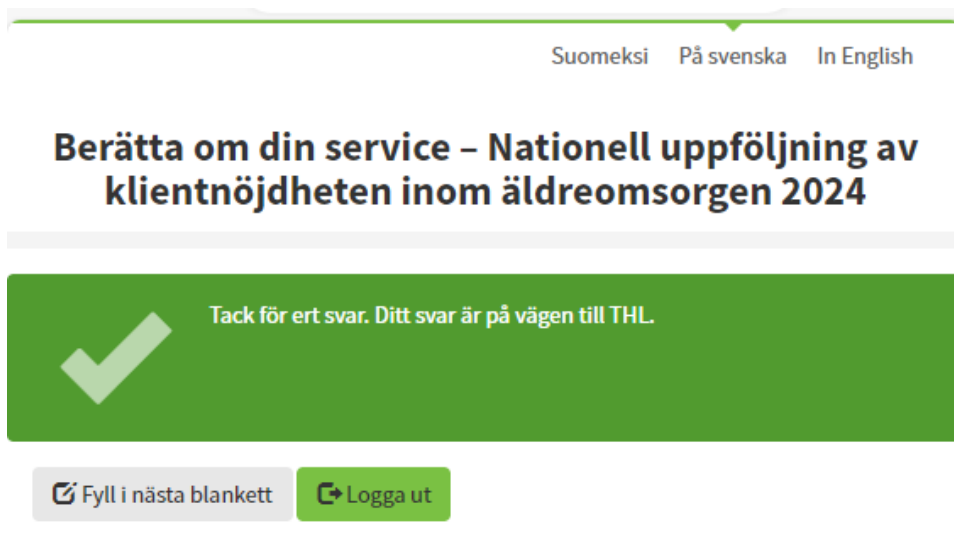 Suomeksi På svenska In English
Berätta om din service – Nationell uppföljning av
klientnöjdheten inom äldreomsorgen 2024
Tack för ert svar. Ditt svar är på vägen till THL.
Fyll i nästa blankett Logga ut